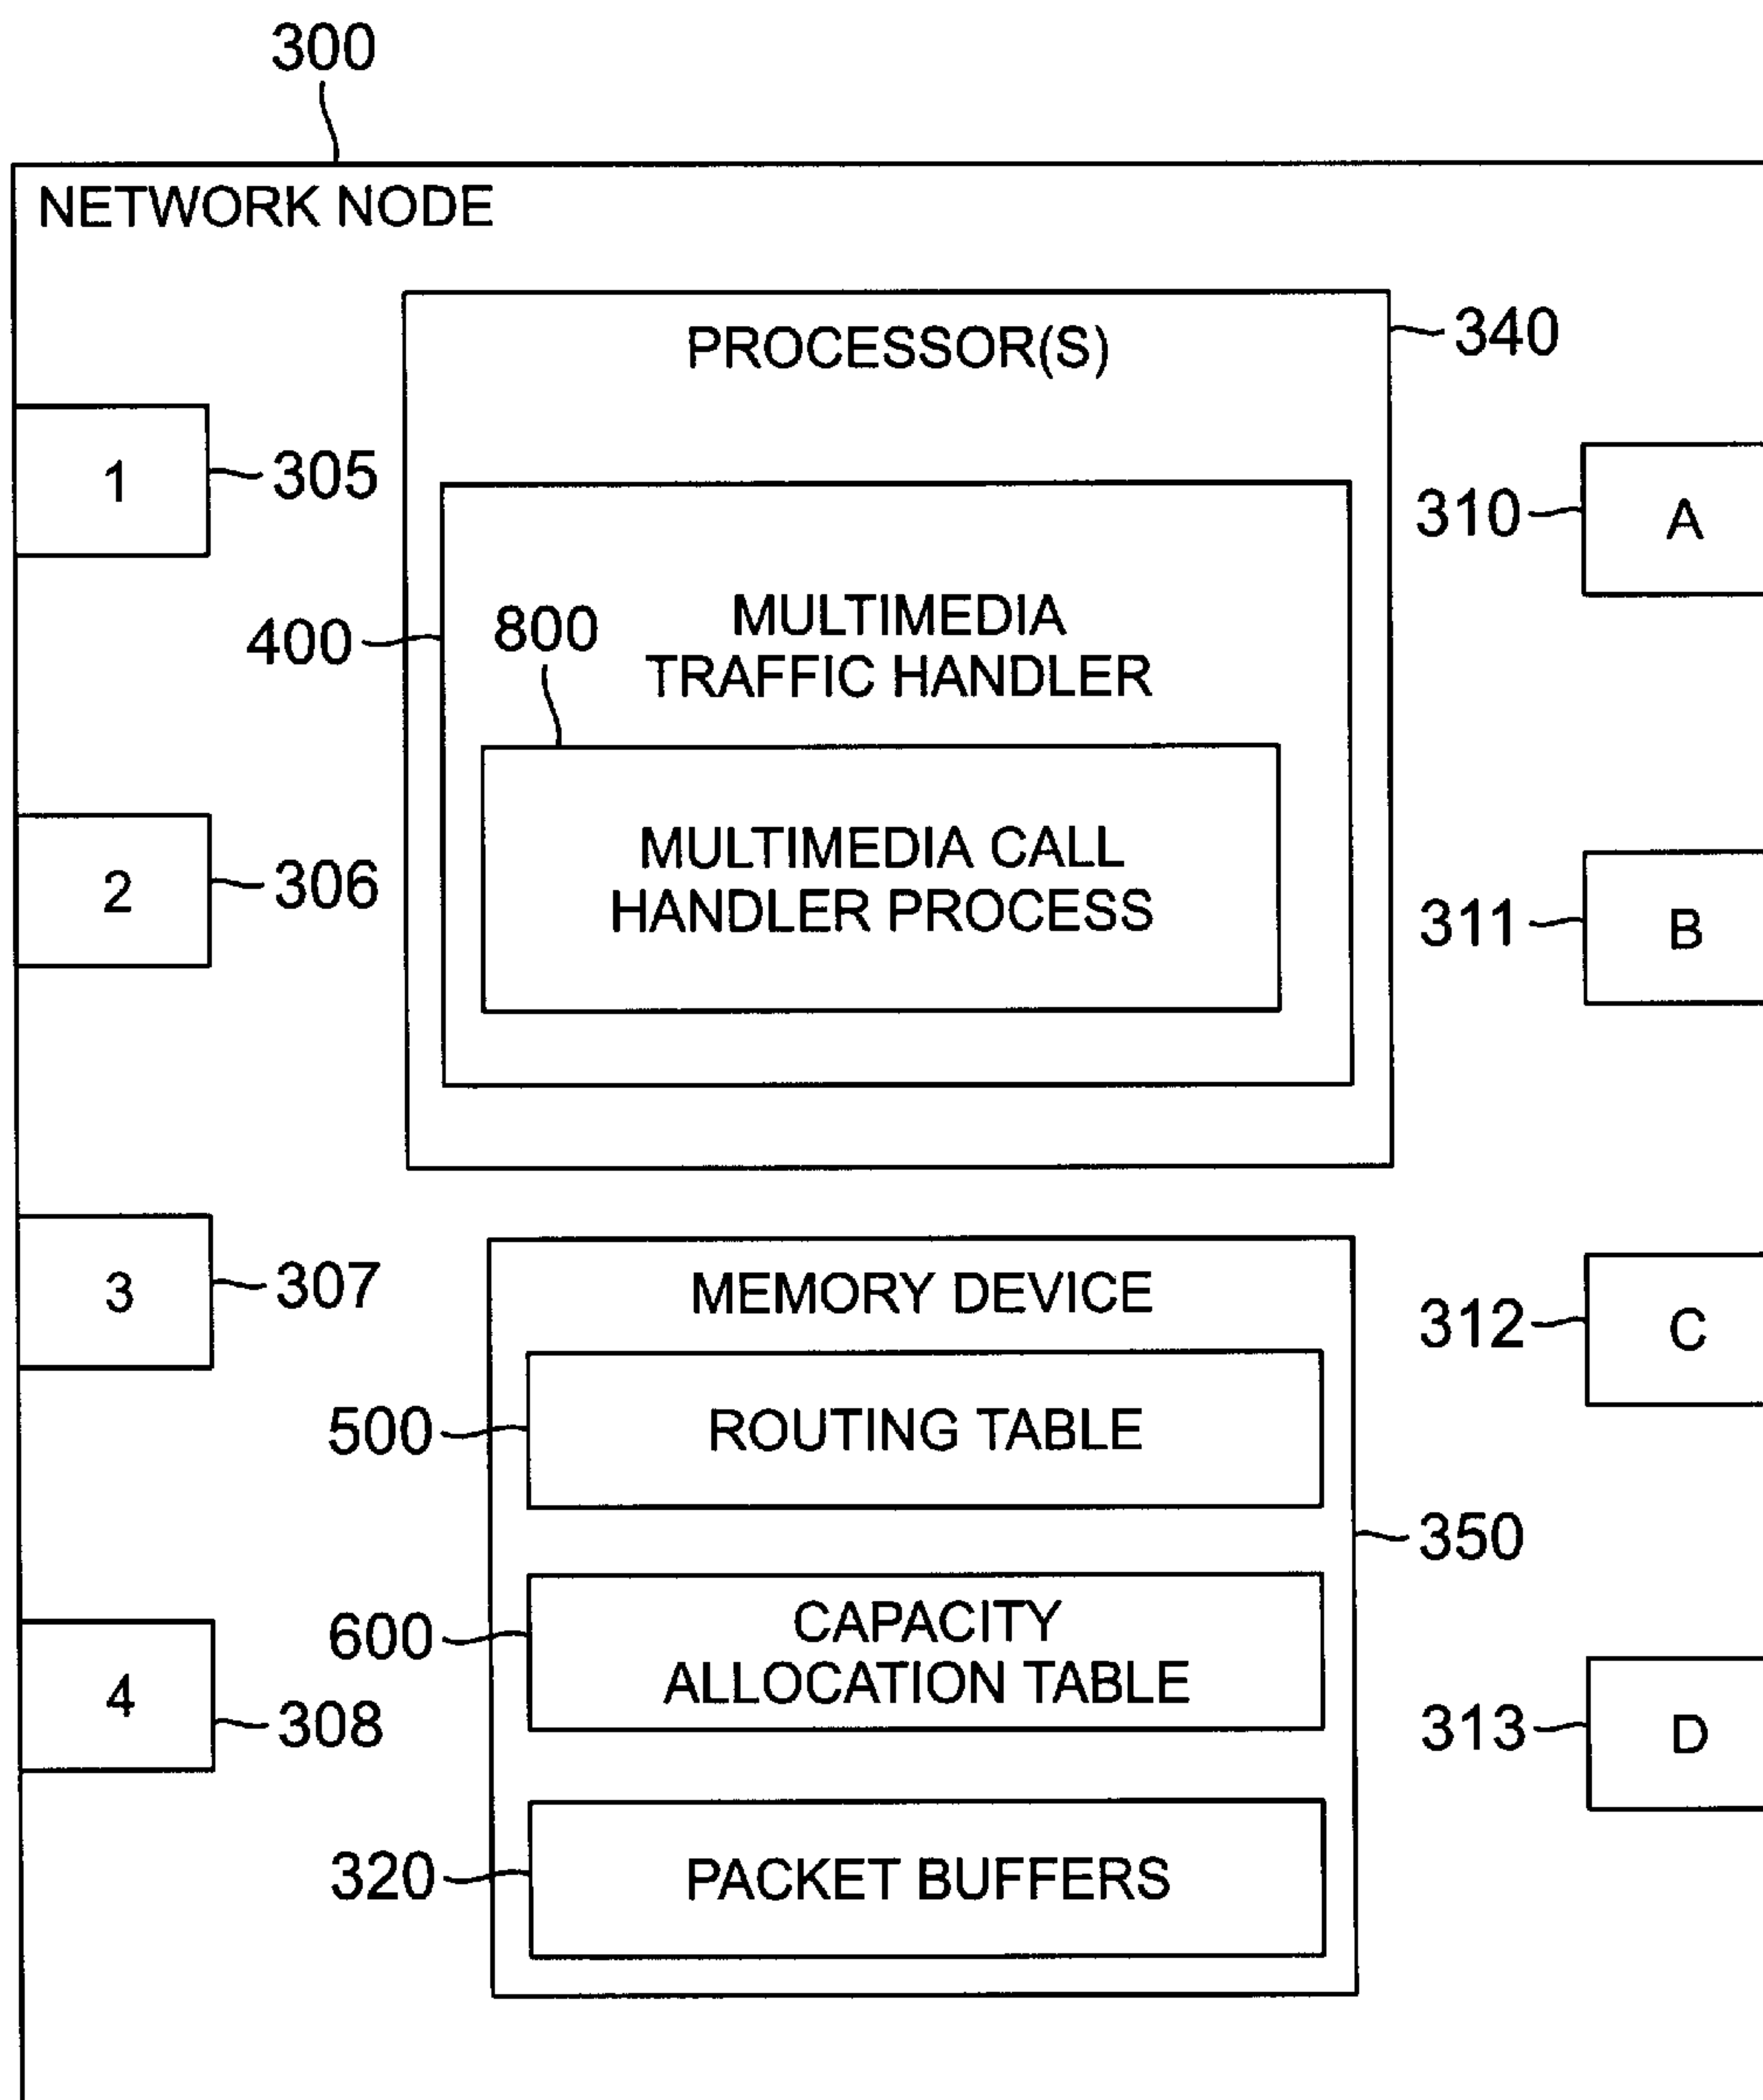 300
NETWORK NODE
PROCESSOR(S)
340
1
305
310
A
400
800
MULTIMEDIA
TRAFFIC HANDLER
MULTIMEDIA CALL
HANDLER PROCESS
2
306
311
B
3
307
MEMORY DEVICE
312
C
500
ROUTING TABLE
350
600
CAPACITY
ALLOCATION TABLE
4
308
313
D
320
PACKET BUFFERS